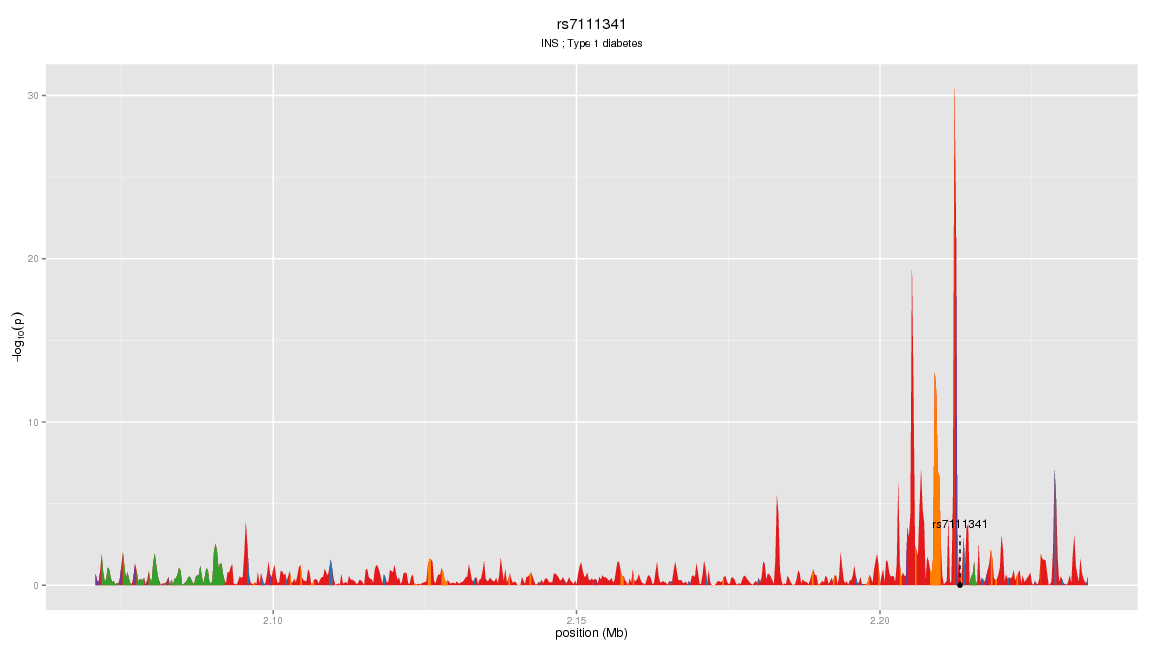 rs7111341
INS ; Type 1 diabetes
30
20
10
0
−log10(p)
rs7111341
2.10
2.15
2.20
position (Mb)